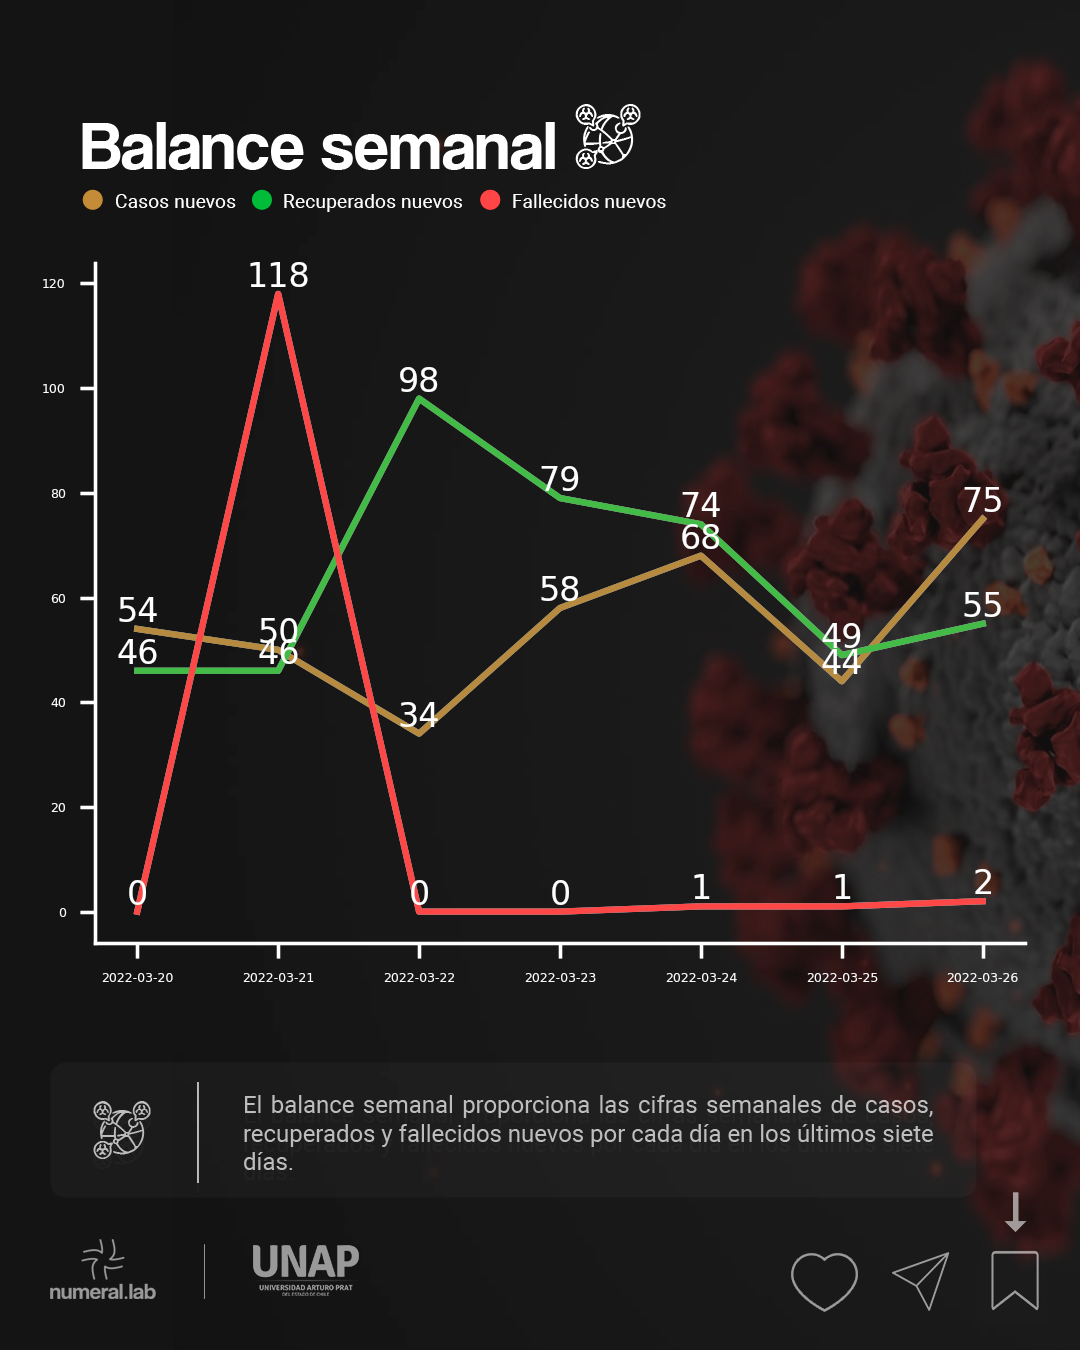 Balance semanal
Casos nuevos Recuperados nuevos Fallecidos nuevos
120
100
80
60
40
20
0
118
98
79
74
68
75
54
50
46
46
58
49
44
55
34
0
0
0
1
1
2
2022-03-20 2022-03-21 2022-03-22 2022-03-23 2022-03-24 2022-03-25 2022-03-26
El balance semanal proporciona las cifras semanales de casos,
recuperados y fallecidos nuevos por cada día en los últimos siete
días.
numeral.lab
UNAP
UNIVERSIDAD ARTURO PRAT
DEL ESTADO DE CHILE